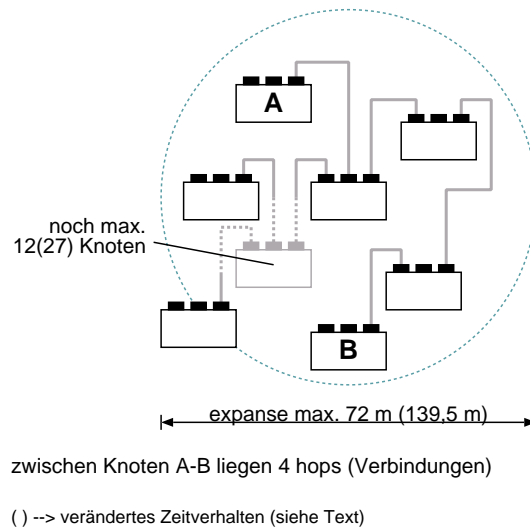 A
noch max.
12(27) Knoten
B
expanse max. 72 m (139,5 m)
zwischen Knoten A-B liegen 4 hops (Verbindungen)
( ) --> verändertes Zeitverhalten (siehe Text)